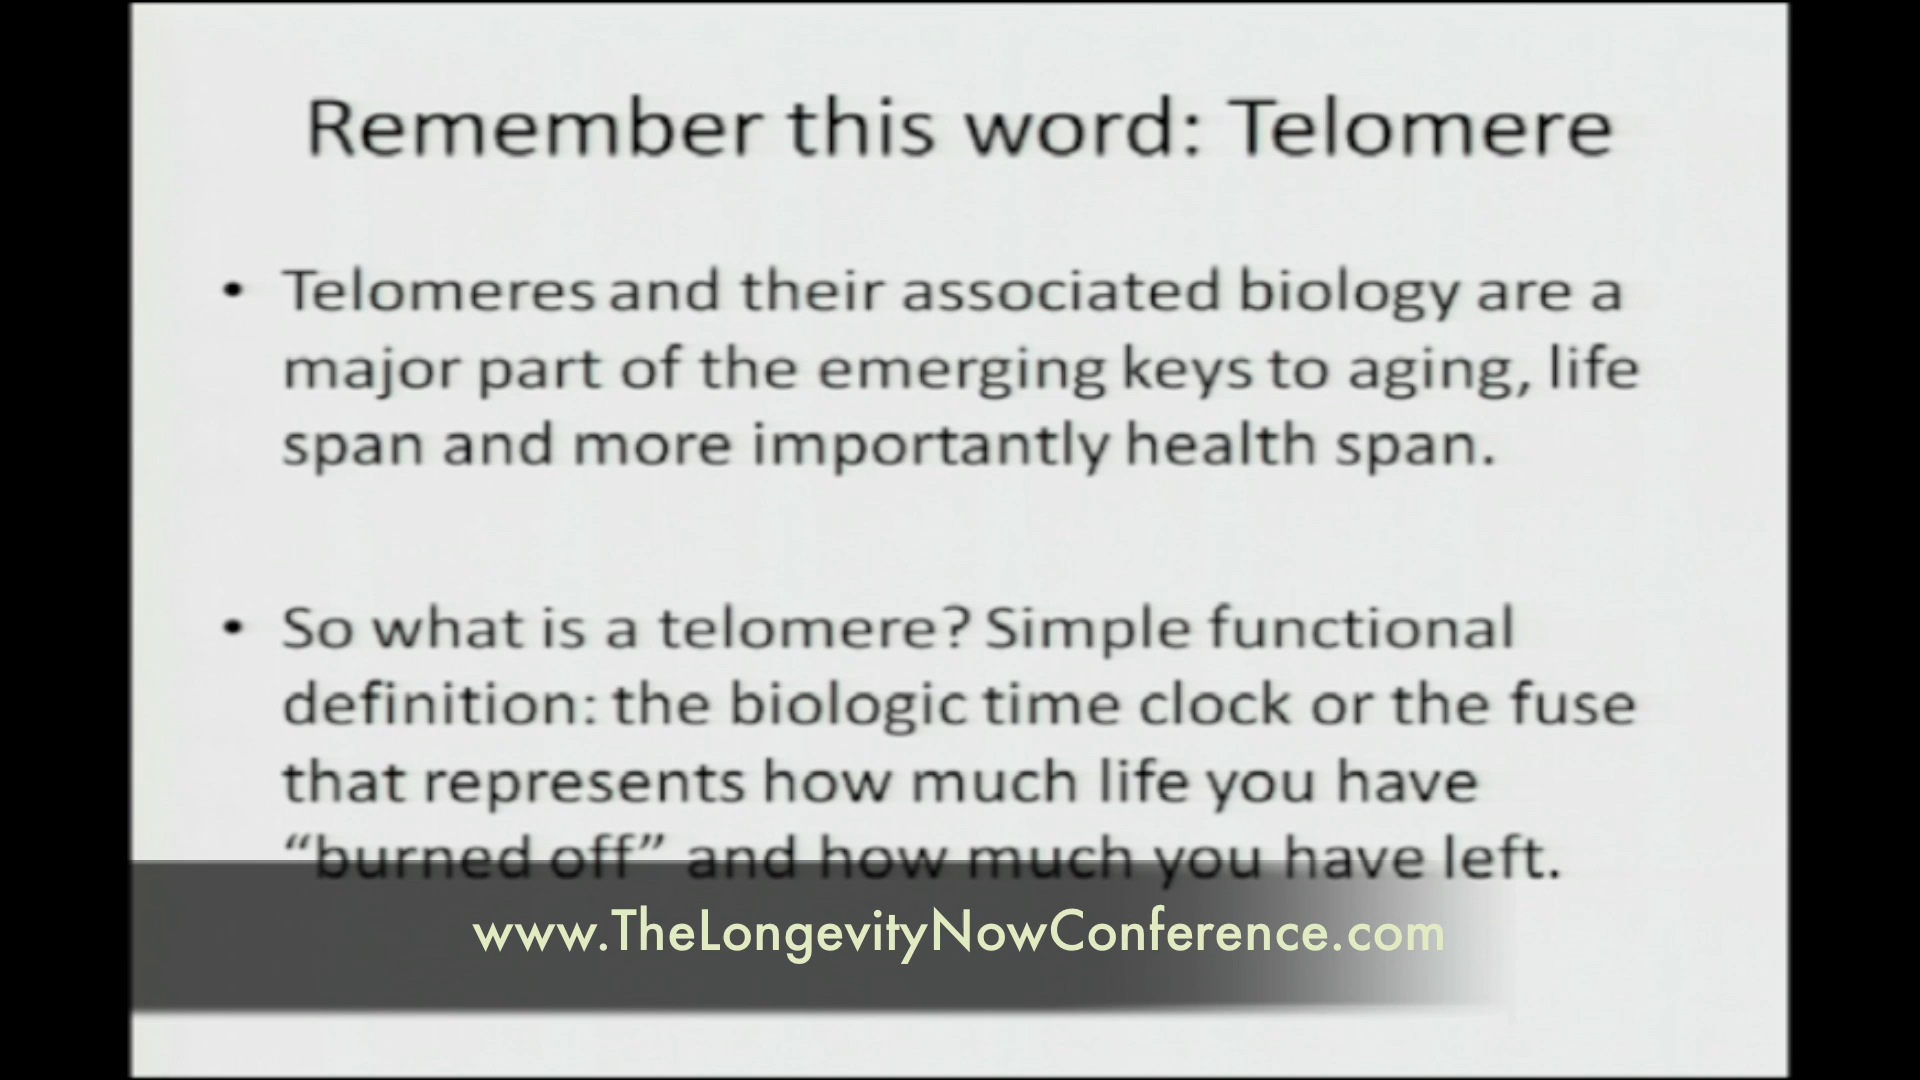 Remember this word: Telomere
• Telomeres and their associated biology are a
major part of the emerging keys to aging, life
span and more importantly health span.
• So what is a telomere? Simple functional
definition: the biologic time clock or the fuse
that represents how much life you have
“burned off” and how much you have left.
www.TheLongevityNowConference.com